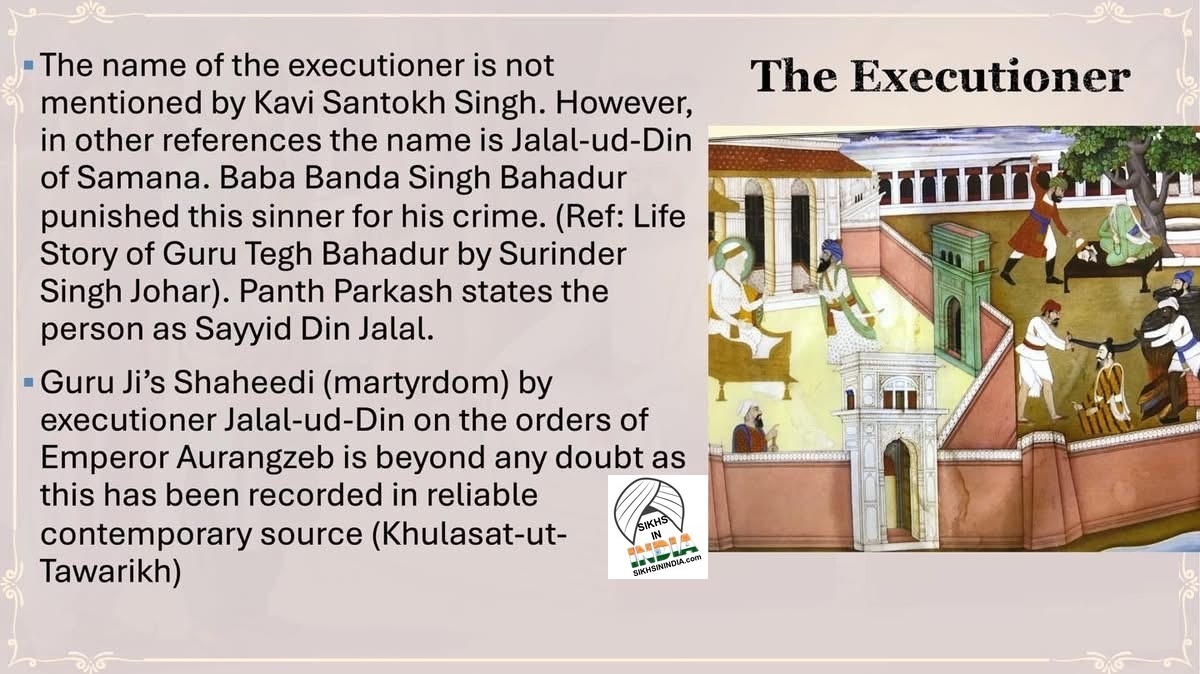 The Executioner
▪ The name of the executioner is not
mentioned by Kavi Santokh Singh. However,
in other references the name is Jalal-ud-Din
of Samana. Baba Banda Singh Bahadur
punished this sinner for his crime. (Ref: Life
Story of Guru Tegh Bahadur by Surinder
Singh Johar). Panth Parkash states the
person as Sayyid Din Jalal.
▪ Guru Ji’s Shaheedi (martyrdom) by
executioner Jalal-ud-Din on the orders of
Emperor Aurangzeb is beyond any doubt as
this has been recorded in reliable
contemporary source (Khulasat-ut-
Tawarikh)
SIKHS
IN
INDIA
SIKHSININDIA.com